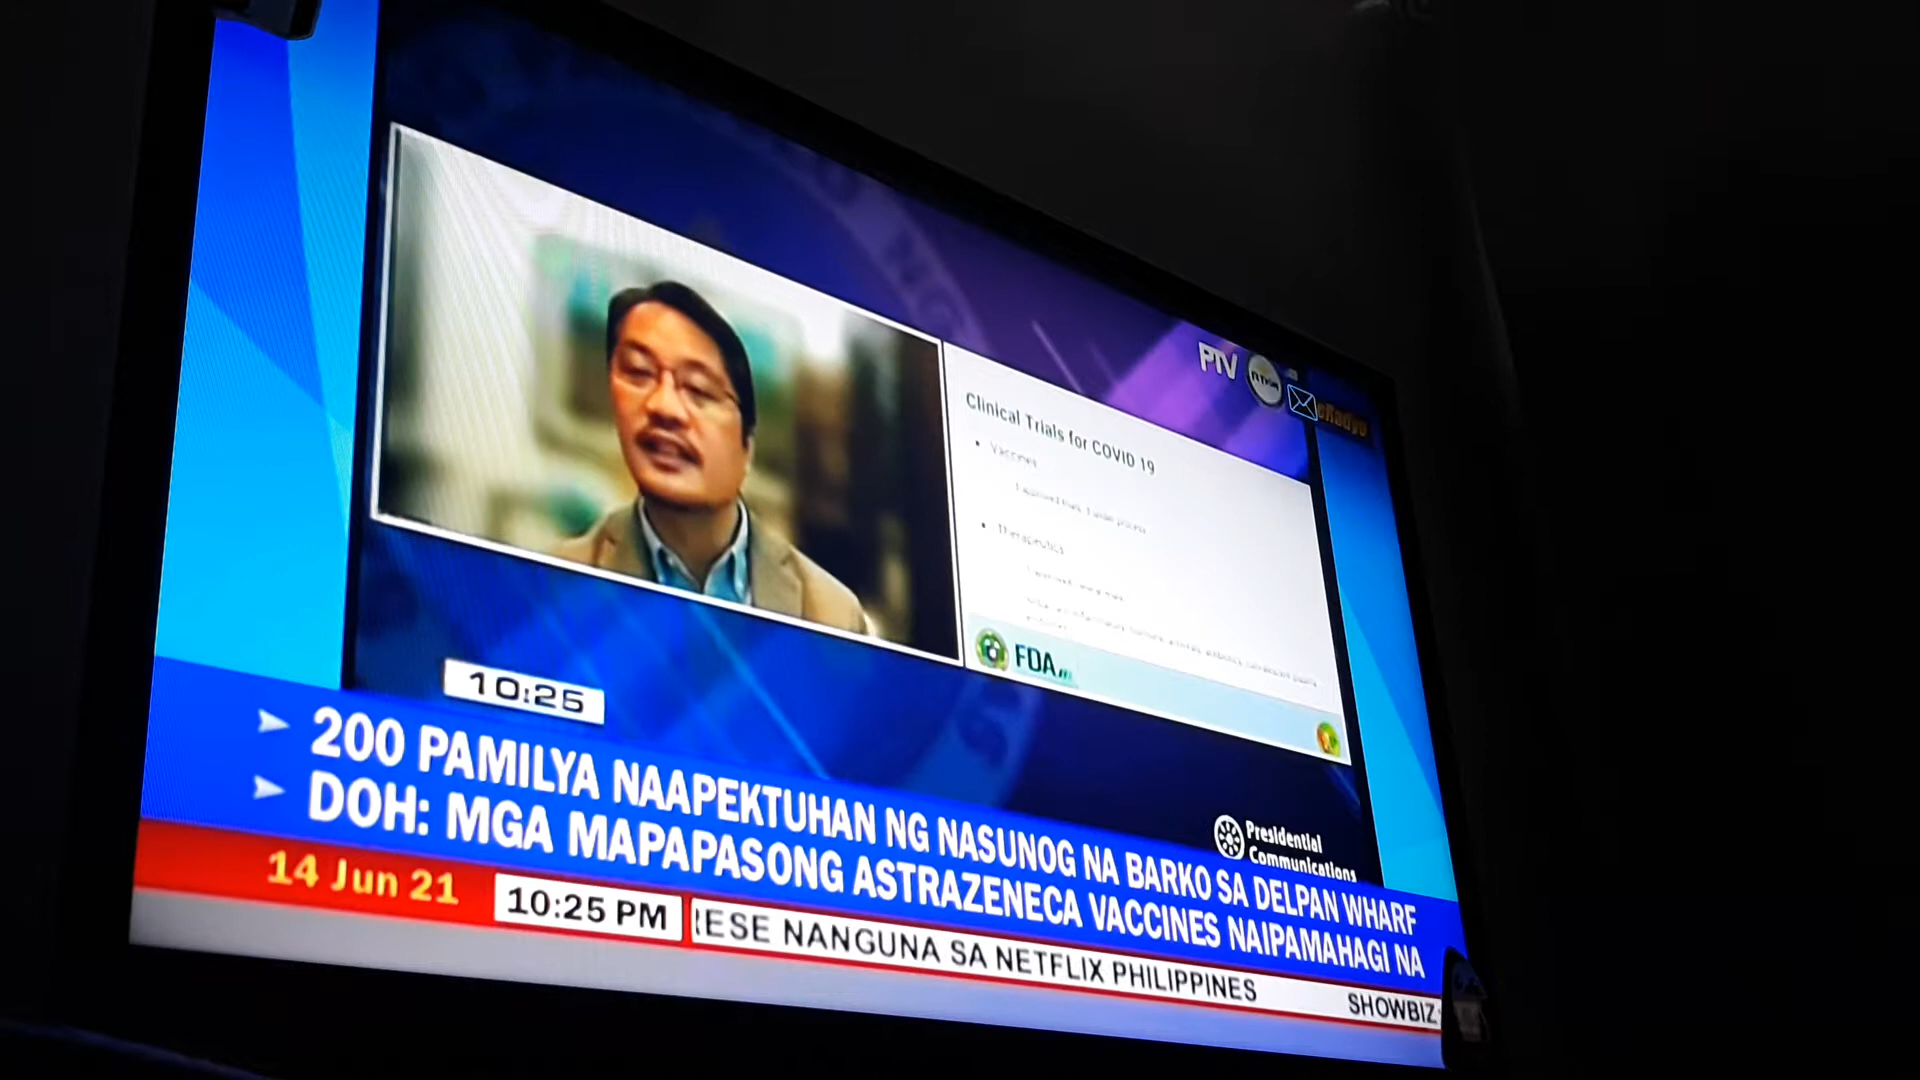 PTV
Clinical Trials for COVID 19
• Vaccines
• Therapeutics
FDA
10:25
Presidential
Communications
➤ 200 PAMILYA NAAPEKTUHAN NG NASUNOG NA BARKO SA DELPAN WHARF
➤ DOH: MGA MAPAPASONG ASTRAZENECA VACCINES NAIPAMAHAGI NA
14 Jun 21
10:25 PM
ESE NANGUNA SA NETFLIX PHILIPPINES
SHOWBIZ